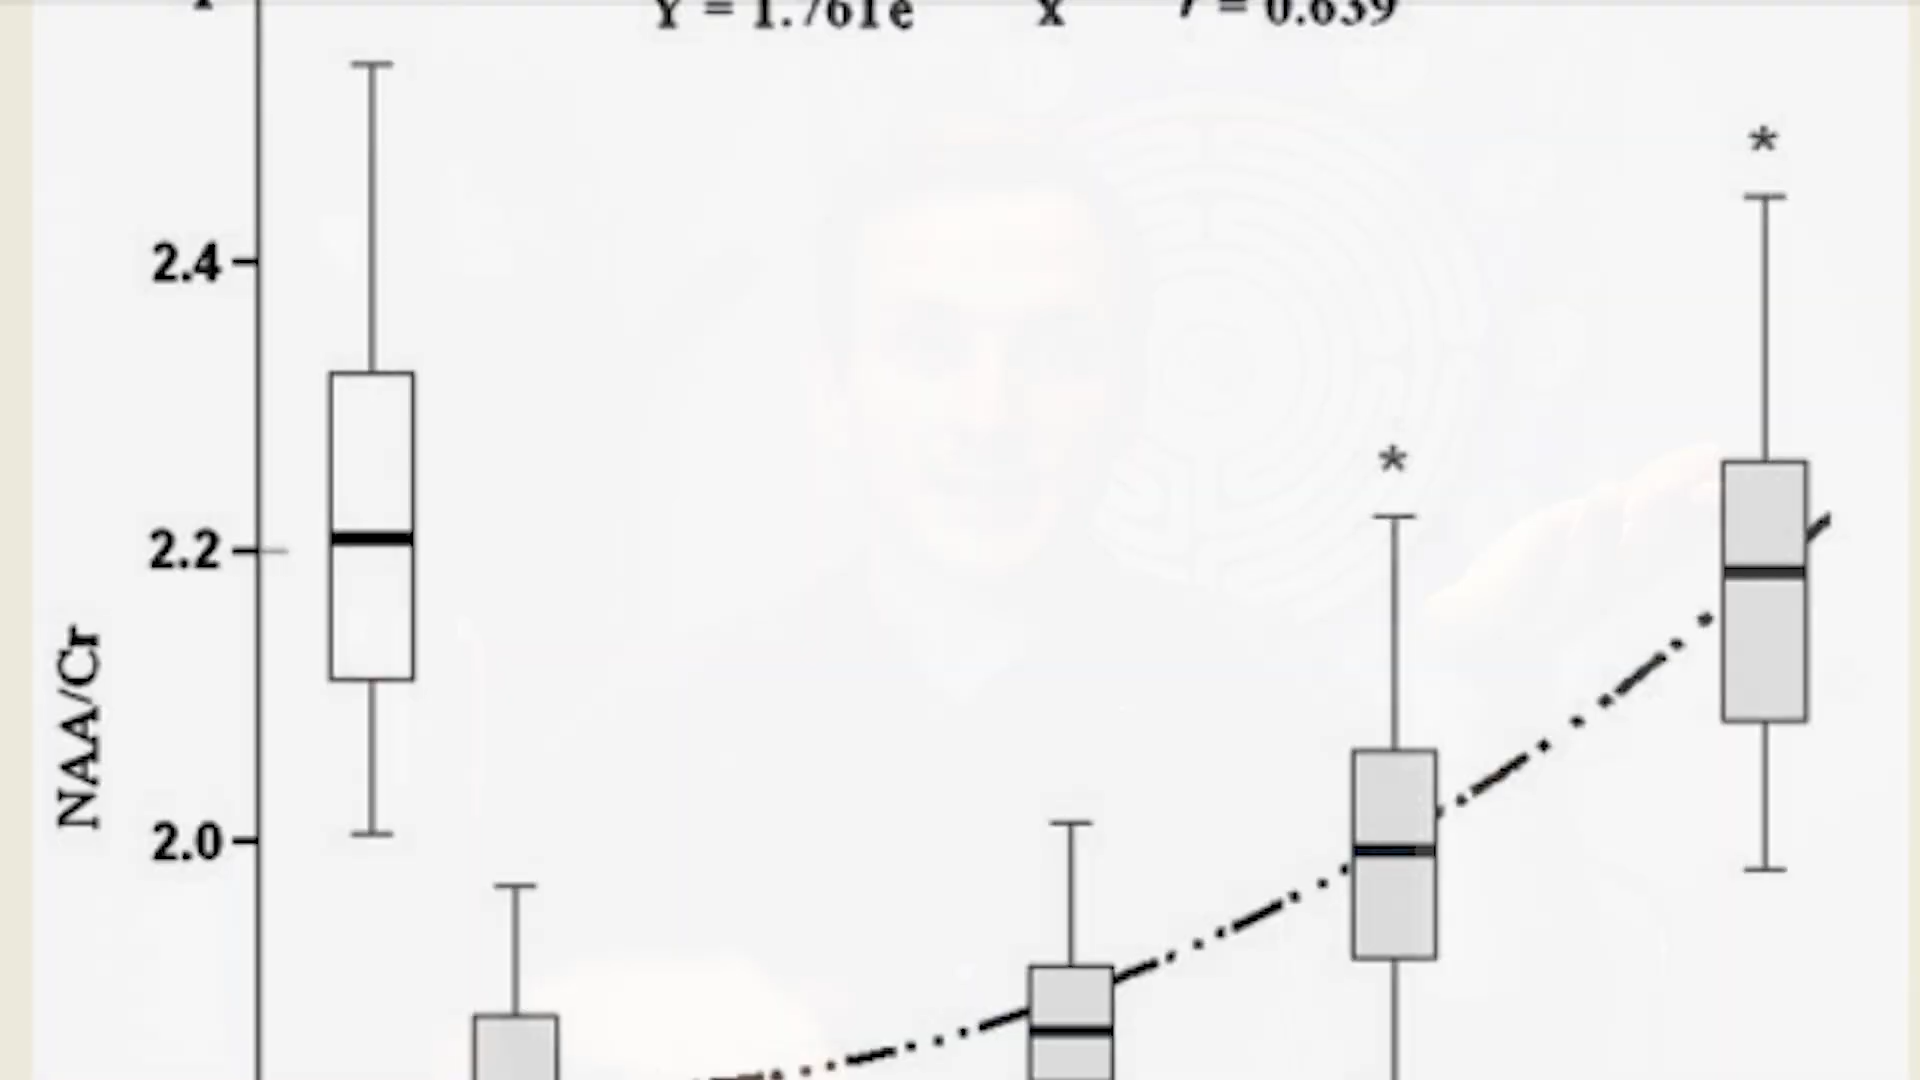 Y = 1.761e x r = 0.639
*
2.4
*
2.2
NAA/Cr
2.0